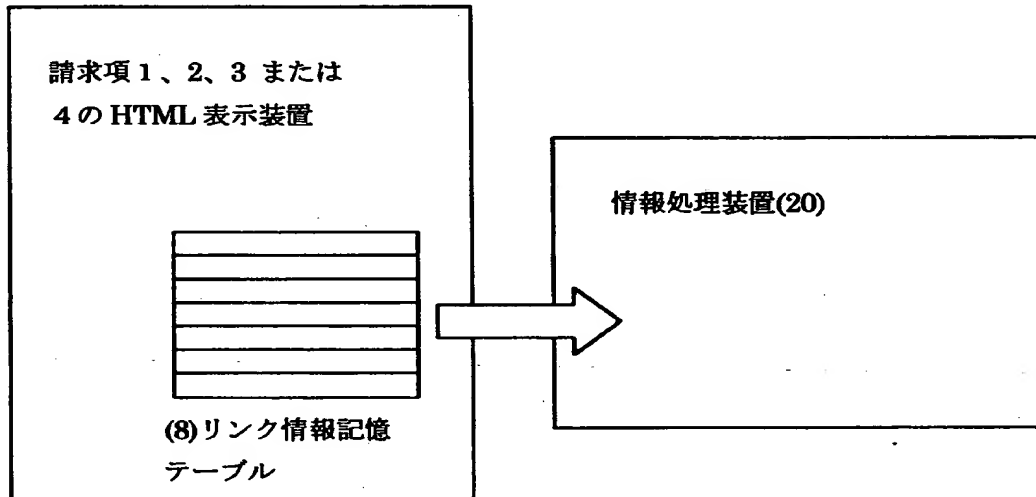 請求項１、2、3 または
４の HTML 表示装置
情報処理装置(20)
(8)リンク情報記憶
テーブル